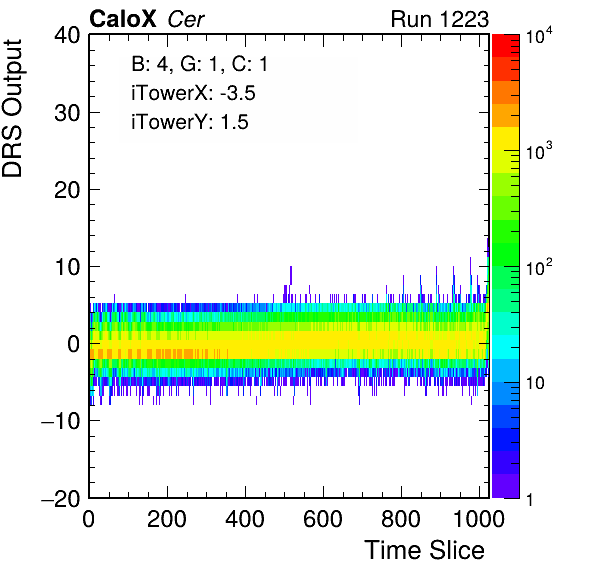 CaloX Cer Run 1223
DRS Output
B: 4, G: 1, C: 1
iTowerX: -3.5
iTowerY: 1.5
40
30
20
10
0
−10
−20
0 200 400 600 800 1000
Time Slice
10^4
10^3
10^2
10
1